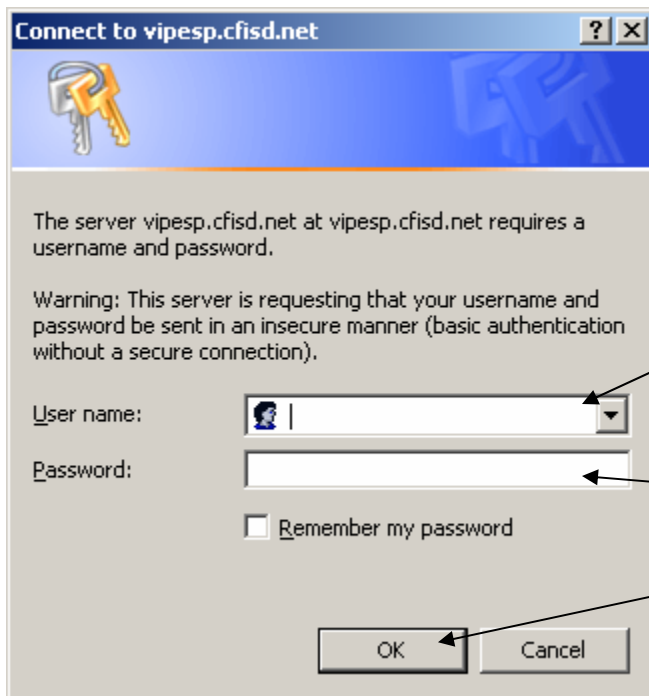 Connect to vipesp.cfisd.net
The server vipesp.cfisd.net at vipesp.cfisd.net requires a
username and password.
Warning: This server is requesting that your username and
password be sent in an insecure manner (basic authentication
without a secure connection).
User name:
Password:
Remember my password
OK
Cancel